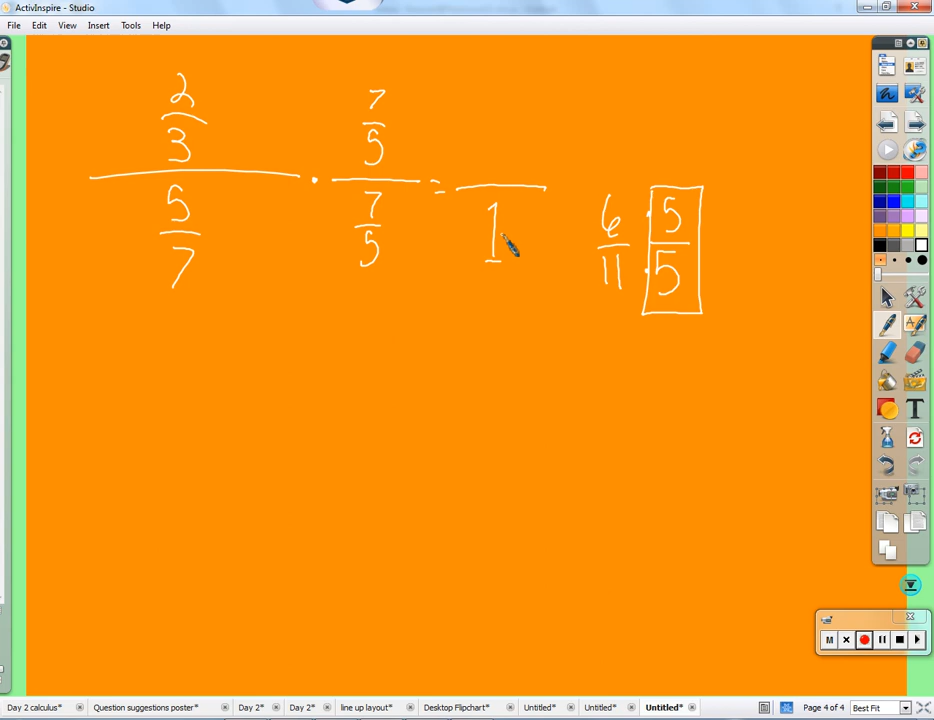 ActivInspire - Studio
File Edit View Insert Tools Help
2 7
3 5
· =
5 7 1
7 5
6 · 5
11 · 5
M
Day 2 calculus* Question suggestions poster* Day 2* Day 2* line up layout* Desktop Flipchart* Untitled* Untitled* Untitled* Page 4 of 4 Best Fit